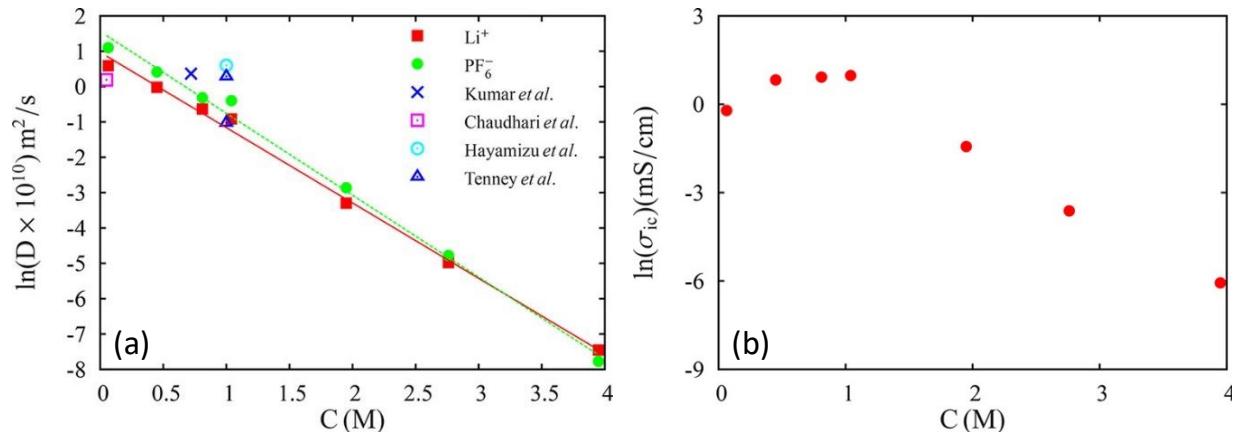 2
1
0
-1
-2
-3
-4
-5
-6
-7
-8
ln(D × 10¹⁰) m²/s
Li⁺
PF₆⁻
Kumar et al.
Chaudhari et al.
Hayamizu et al.
Tenney et al.
(a)
0 0.5 1 1.5 2 2.5 3 3.5 4
C (M)
3
0
-3
-6
-9
ln(σic)(mS/cm)
(b)
0 1 2 3 4
C (M)